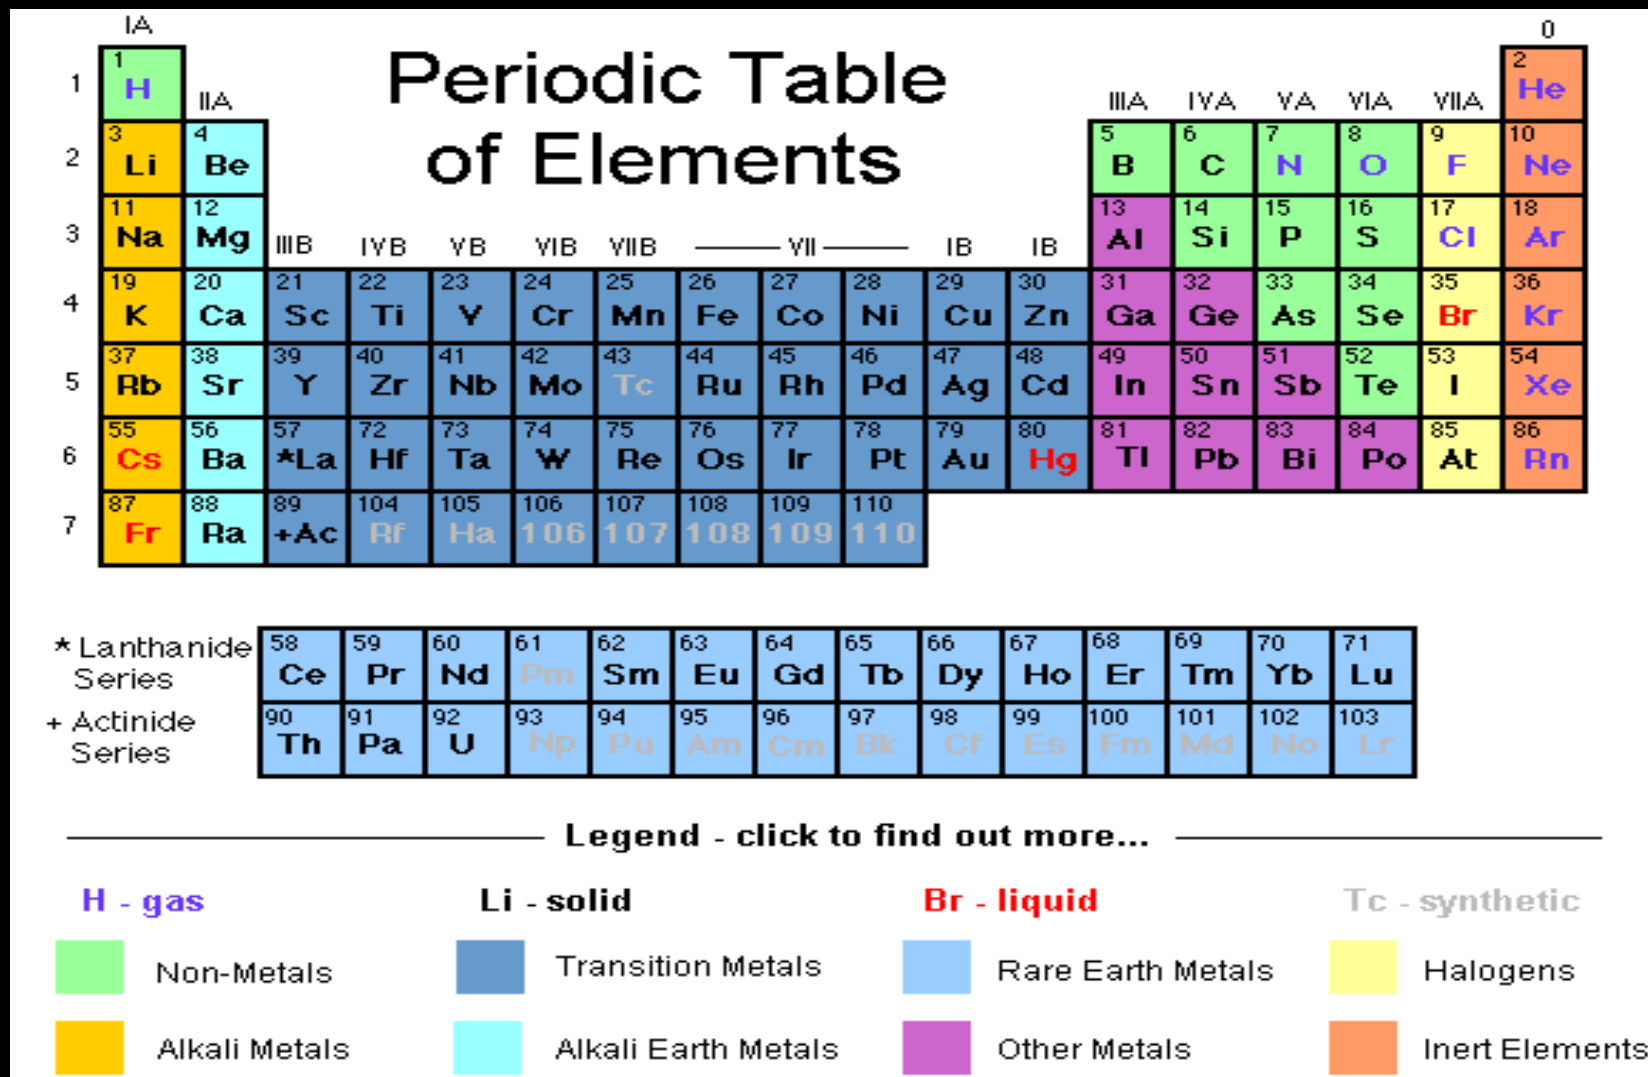 IA
0
Periodic Table
of Elements
1
1
H
IIA
IIIA IVA VA VIA VIIA
2
He
2
3 4 5 6 7 8 9 10
Li Be B C N O F Ne
3
11 12 13 14 15 16 17 18
Na Mg Al Si P S Cl Ar
IIIB IVB VB VIB VIIB VII IB IB
4
19 20 21 22 23 24 25 26 27 28 29 30 31 32 33 34 35 36
K Ca Sc Ti V Cr Mn Fe Co Ni Cu Zn Ga Ge As Se Br Kr
5
37 38 39 40 41 42 43 44 45 46 47 48 49 50 51 52 53 54
Rb Sr Y Zr Nb Mo Tc Ru Rh Pd Ag Cd In Sn Sb Te I Xe
6
55 56 57 72 73 74 75 76 77 78 79 80 81 82 83 84 85 86
Cs Ba *La Hf Ta W Re Os Ir Pt Au Hg Tl Pb Bi Po At Rn
7
87 88 89 104 105 106 107 108 109 110
Fr Ra +Ac Rf Ha 106 107 108 109 110
* Lanthanide
Series
58 59 60 61 62 63 64 65 66 67 68 69 70 71
Ce Pr Nd Pm Sm Eu Gd Tb Dy Ho Er Tm Yb Lu
+ Actinide
Series
90 91 92 93 94 95 96 97 98 99 100 101 102 103
Th Pa U Np Pu Am Cm Bk Cf Es Fm Md No Lr
Legend - click to find out more...
H - gas Li - solid Br - liquid Tc - synthetic
Non-Metals Transition Metals Rare Earth Metals Halogens
Alkali Metals Alkali Earth Metals Other Metals Inert Elements